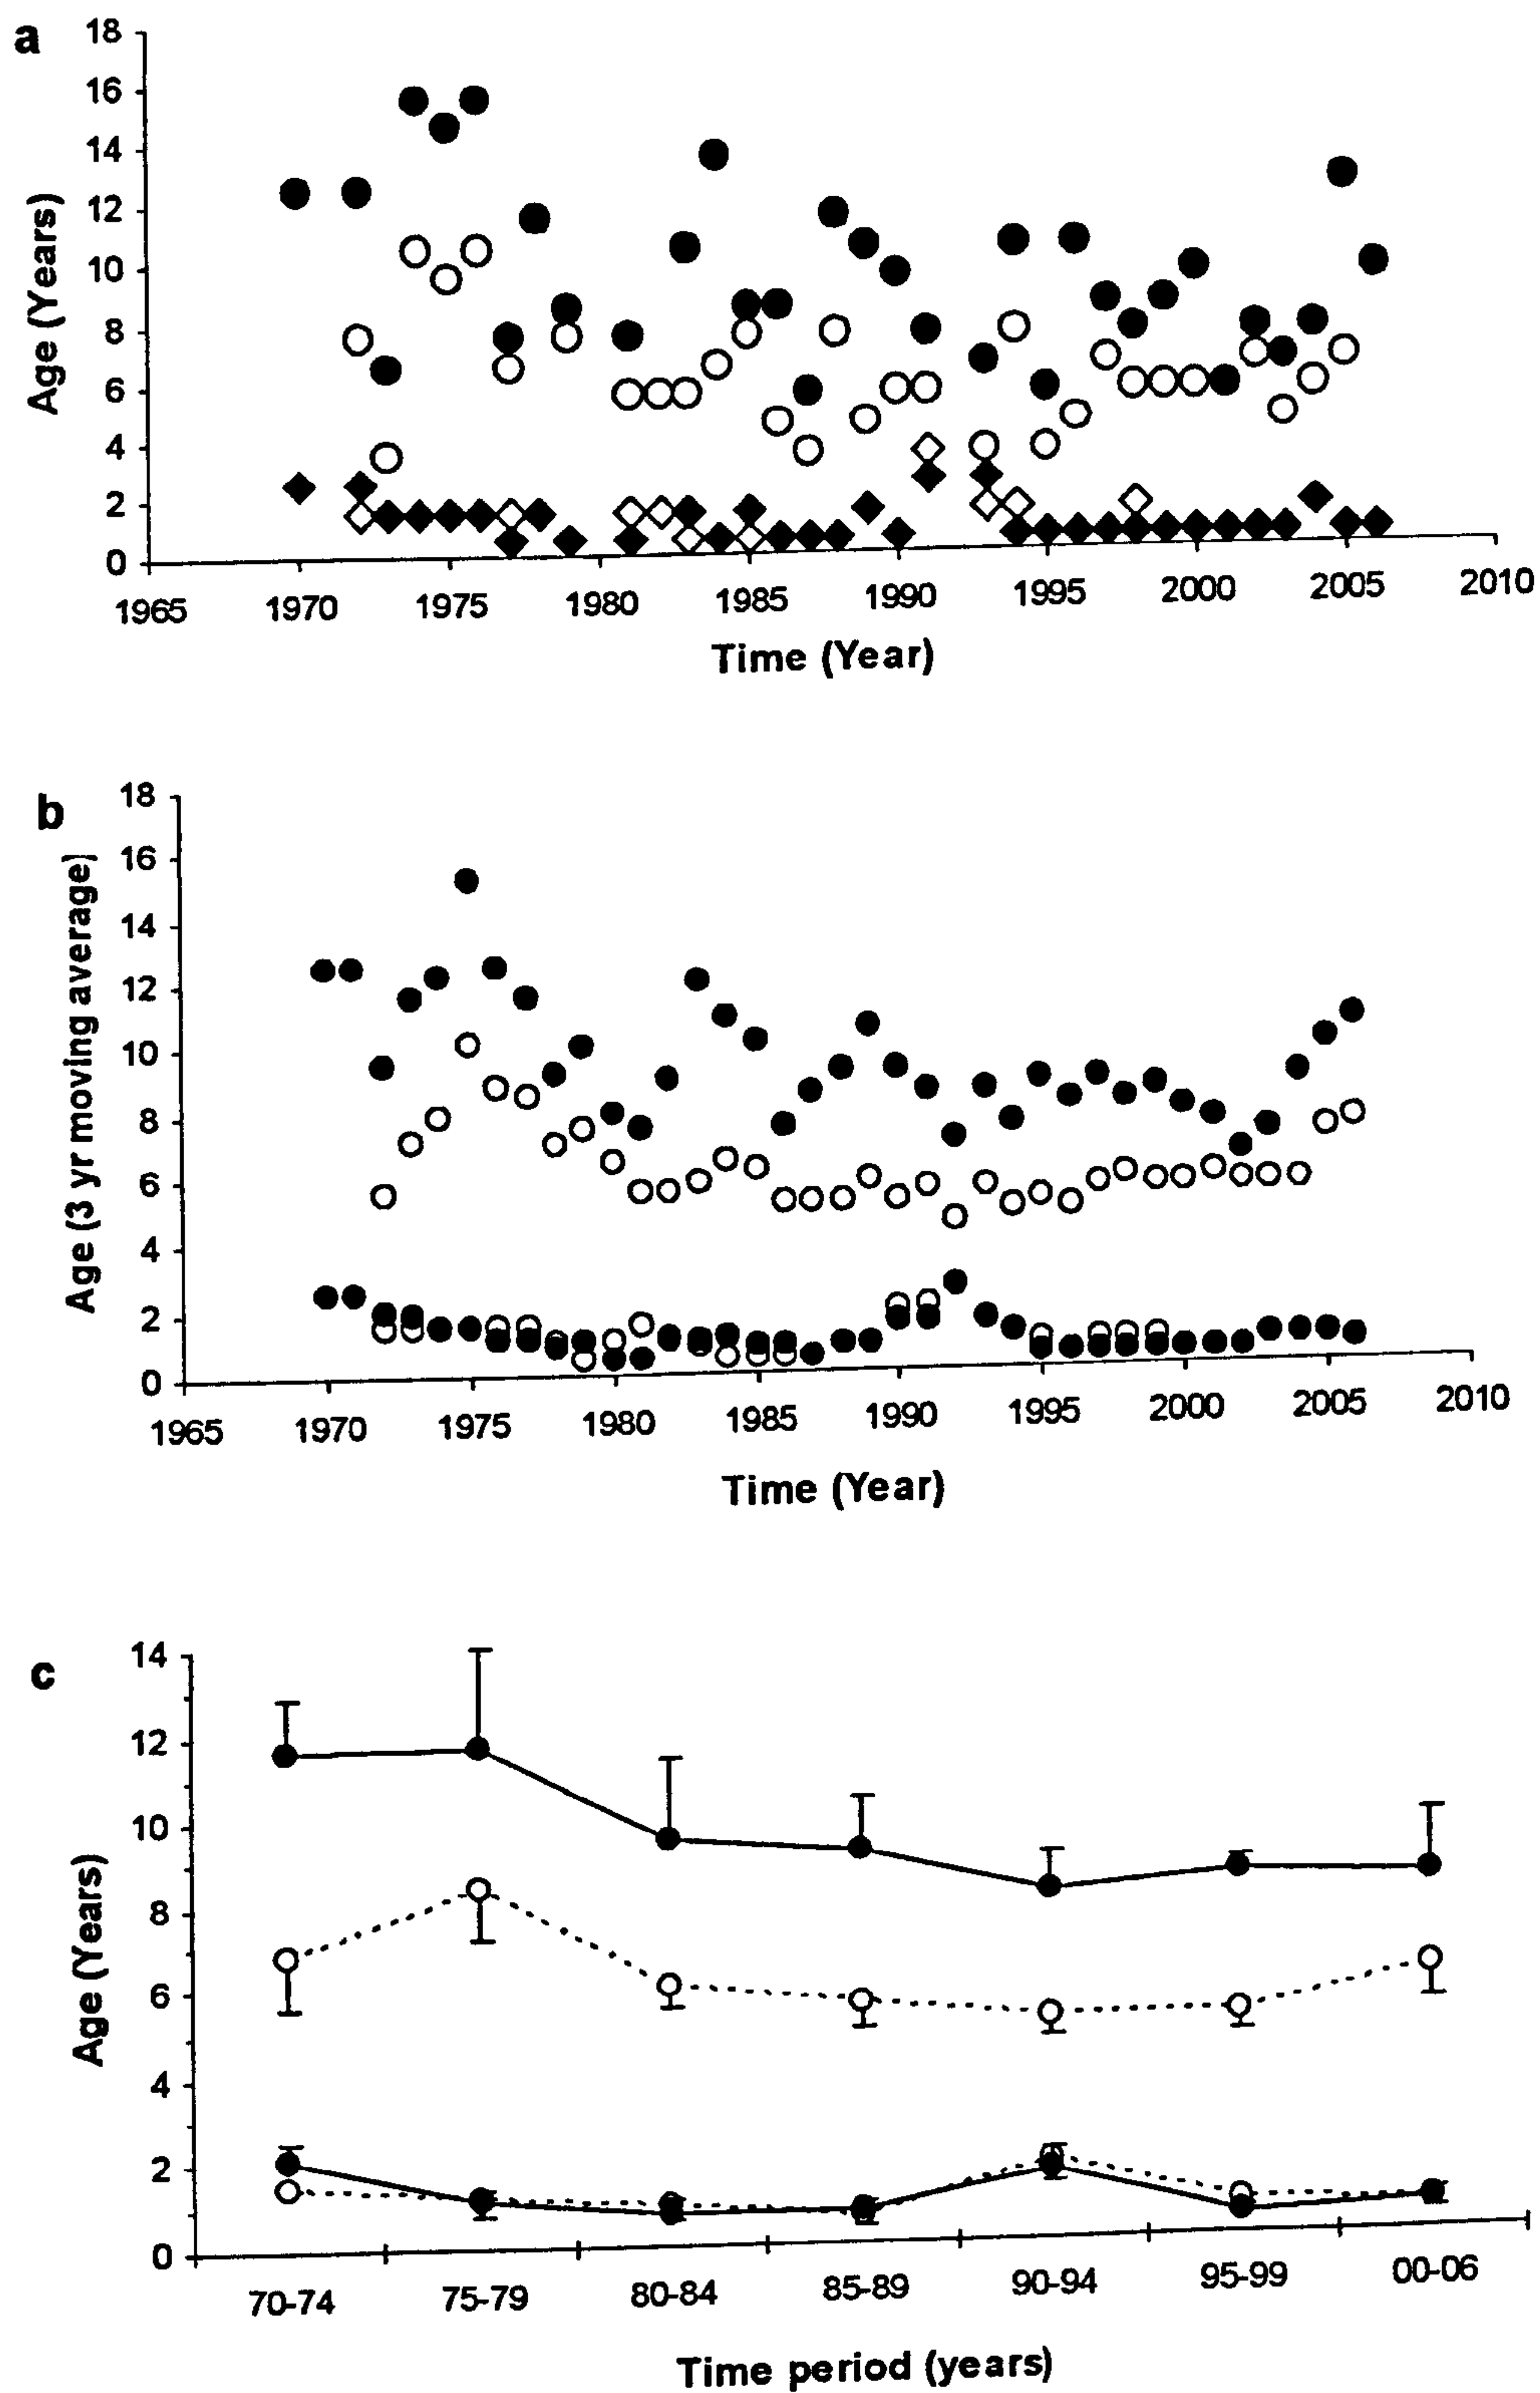 a
18
16
14
12
10
8
6
4
2
0
Age (Years)
1965 1970 1975 1980 1985 1990 1995 2000 2005 2010
Time (Year)
b
18
16
14
12
10
8
6
4
2
0
Age (3 yr moving average)
1965 1970 1975 1980 1985 1990 1995 2000 2005 2010
Time (Year)
c
14
12
10
8
6
4
2
0
Age (Years)
70-74 75-79 80-84 85-89 90-94 95-99 00-06
Time period (years)